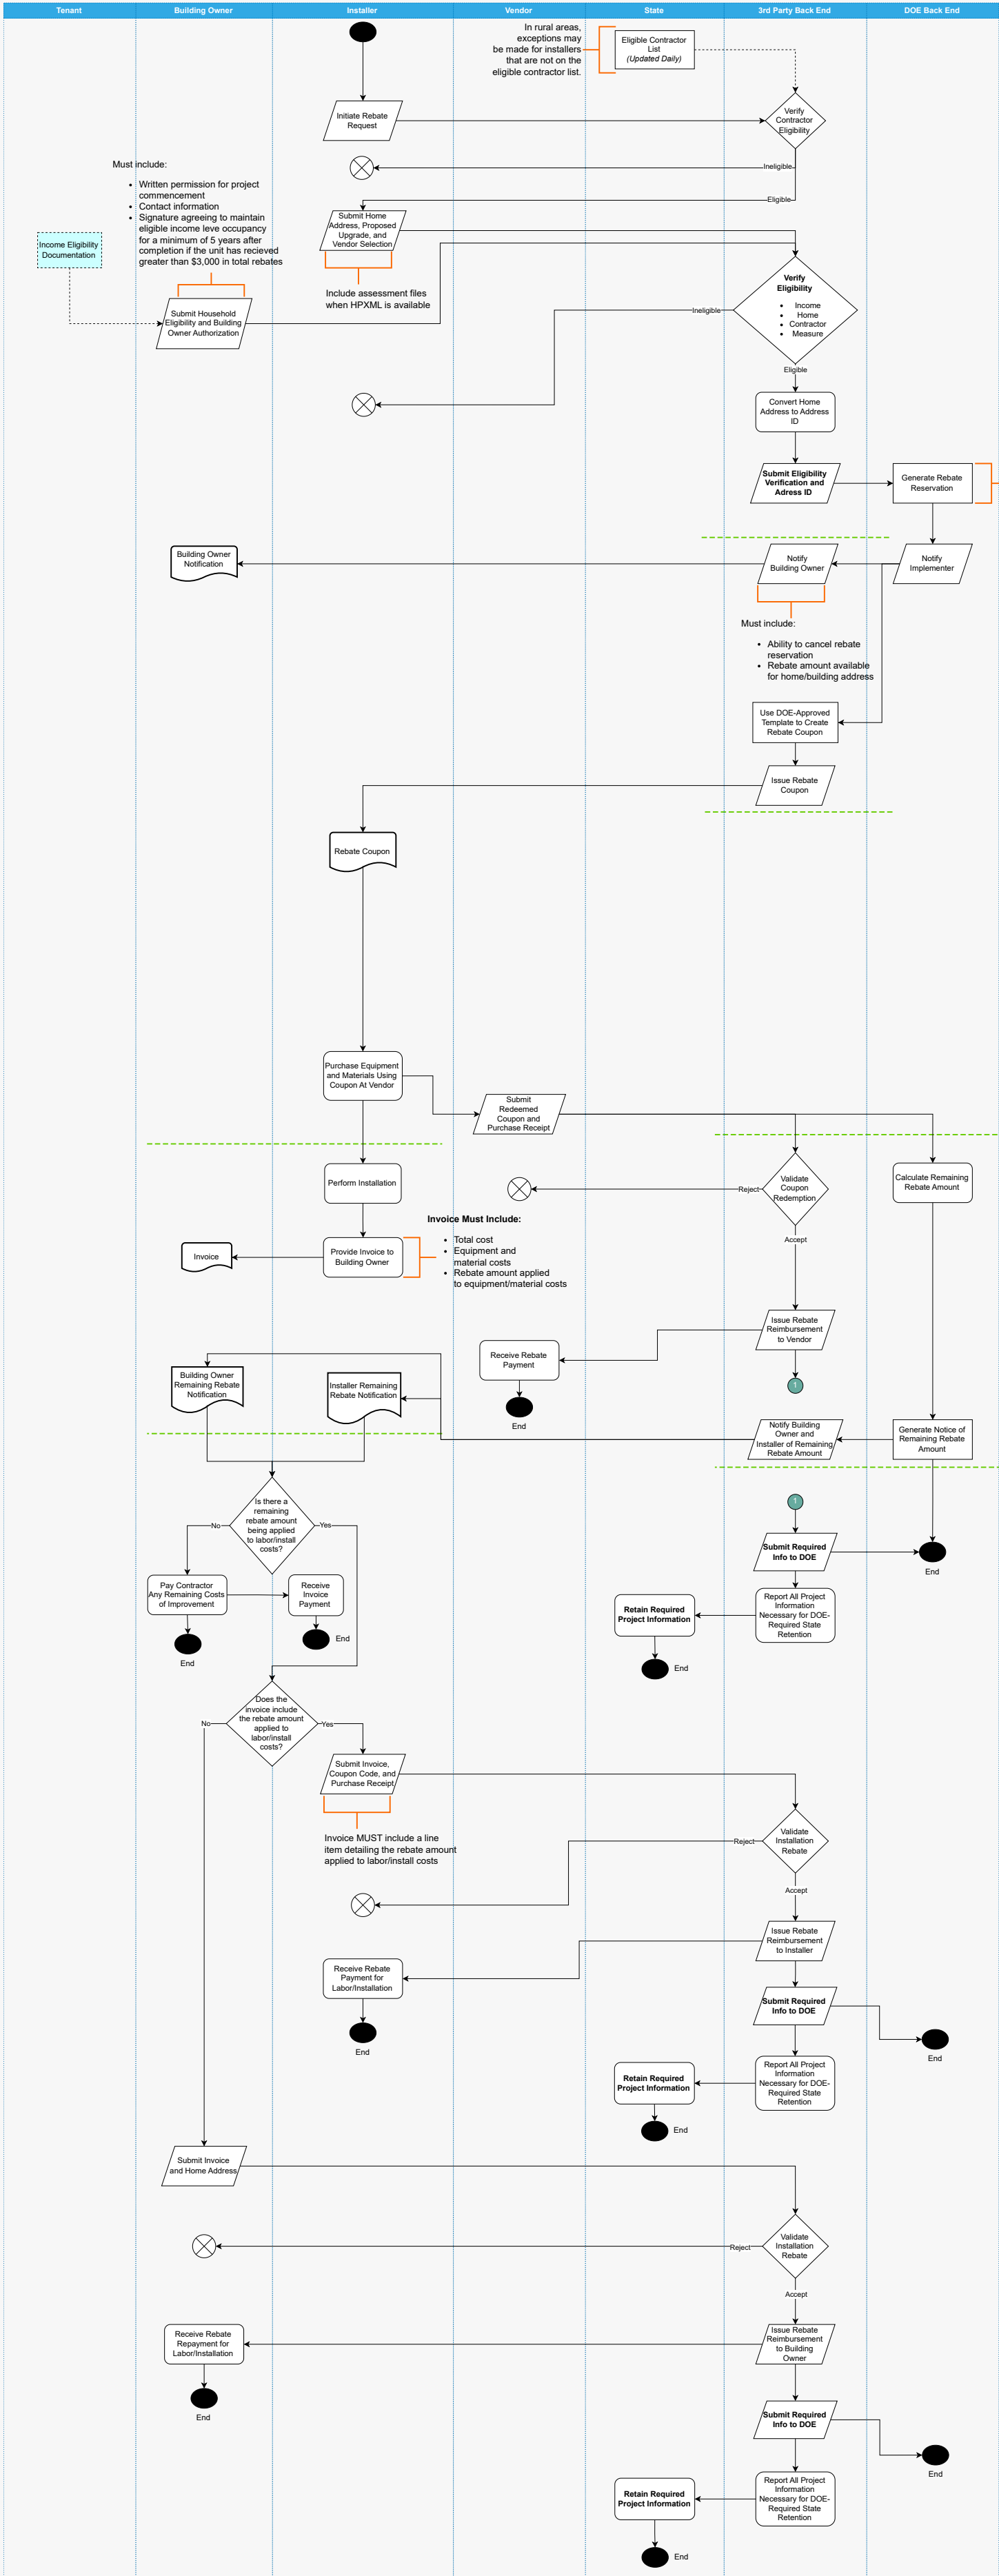 Tenant
Building Owner
Installer
Vendor
State
3rd Party Back End
DOE Back End
In rural areas,
exceptions may
be made for installers
that are not on the
eligible contractor list.
Eligible Contractor
List
(Updated Daily)
Initiate Rebate
Request
Verify
Contractor
Eligibility
Ineligible
Eligible
Must include:
• Written permission for project
commencement
• Contact information
• Signature agreeing to maintain
eligible income leve occupancy
for a minimum of 5 years after
completion if the unit has recieved
greater than $3,000 in total rebates
Income Eligibility
Documentation
Submit Home
Address, Proposed
Upgrade, and
Vendor Selection
Include assessment files
when HPXML is available
Submit Household
Eligibility and Building
Owner Authorization
Verify
Eligibility
• Income
• Home
• Contractor
• Measure
Ineligible
Eligible
Convert Home
Address to Address
ID
Submit Eligibility
Verification and
Adress ID
Generate Rebate
Reservation
Building Owner
Notification
Notify
Building Owner
Notify
Implementer
Must include:
• Ability to cancel rebate
reservation
• Rebate amount available
for home/building address
Use DOE-Approved
Template to Create
Rebate Coupon
Issue Rebate
Coupon
Rebate Coupon
Purchase Equipment
and Materials Using
Coupon At Vendor
Submit
Redeemed
Coupon and
Purchase Receipt
Perform Installation
Reject
Validate
Coupon
Redemption
Calculate Remaining
Rebate Amount
Accept
Invoice
Provide Invoice to
Building Owner
Invoice Must Include:
• Total cost
• Equipment and
material costs
• Rebate amount applied
to equipment/material costs
Issue Rebate
Reimbursement
to Vendor
Receive Rebate
Payment
End
1
Building Owner
Remaining Rebate
Notification
Installer Remaining
Rebate Notification
Notify Building
Owner and
Installer of Remaining
Rebate Amount
Generate Notice of
Remaining Rebate
Amount
Is there a
remaining
rebate amount
being applied
to labor/install
costs?
No
Yes
1
Submit Required
Info to DOE
End
Pay Contractor
Any Remaining Costs
of Improvement
Receive
Invoice
Payment
End
End
Retain Required
Project Information
Report All Project
Information
Necessary for DOE-
Required State
Retention
End
Does the
invoice include
the rebate amount
applied to
labor/install
costs?
No
Yes
Submit Invoice,
Coupon Code, and
Purchase Receipt
Invoice MUST include a line
item detailing the rebate amount
applied to labor/install costs
Validate
Installation
Rebate
Reject
Accept
Issue Rebate
Reimbursement
to Installer
Receive Rebate
Payment for
Labor/Installation
End
Submit Required
Info to DOE
End
Retain Required
Project Information
Report All Project
Information
Necessary for DOE-
Required State
Retention
End
Submit Invoice
and Home Address
Validate
Installation
Rebate
Reject
Accept
Receive Rebate
Repayment for
Labor/Installation
End
Issue Rebate
Reimbursement
to Building
Owner
Submit Required
Info to DOE
End
Retain Required
Project Information
Report All Project
Information
Necessary for DOE-
Required State
Retention
End